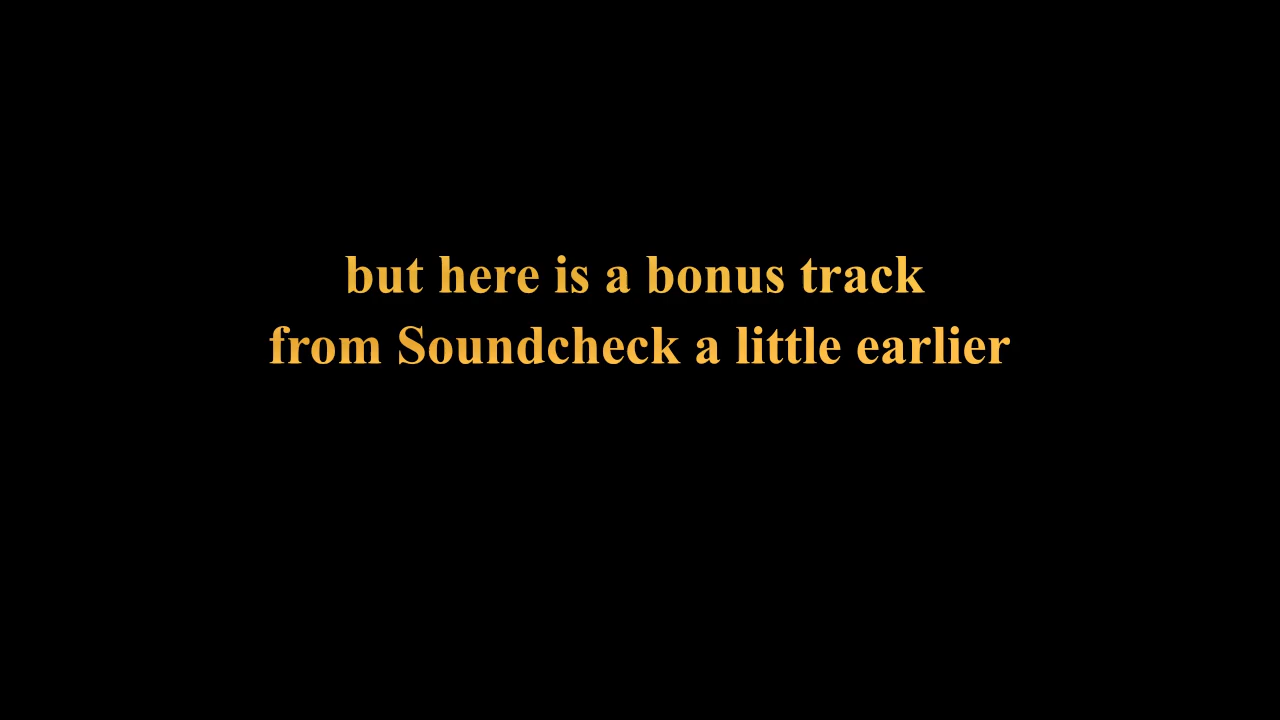 but here is a bonus track
from Soundcheck a little earlier